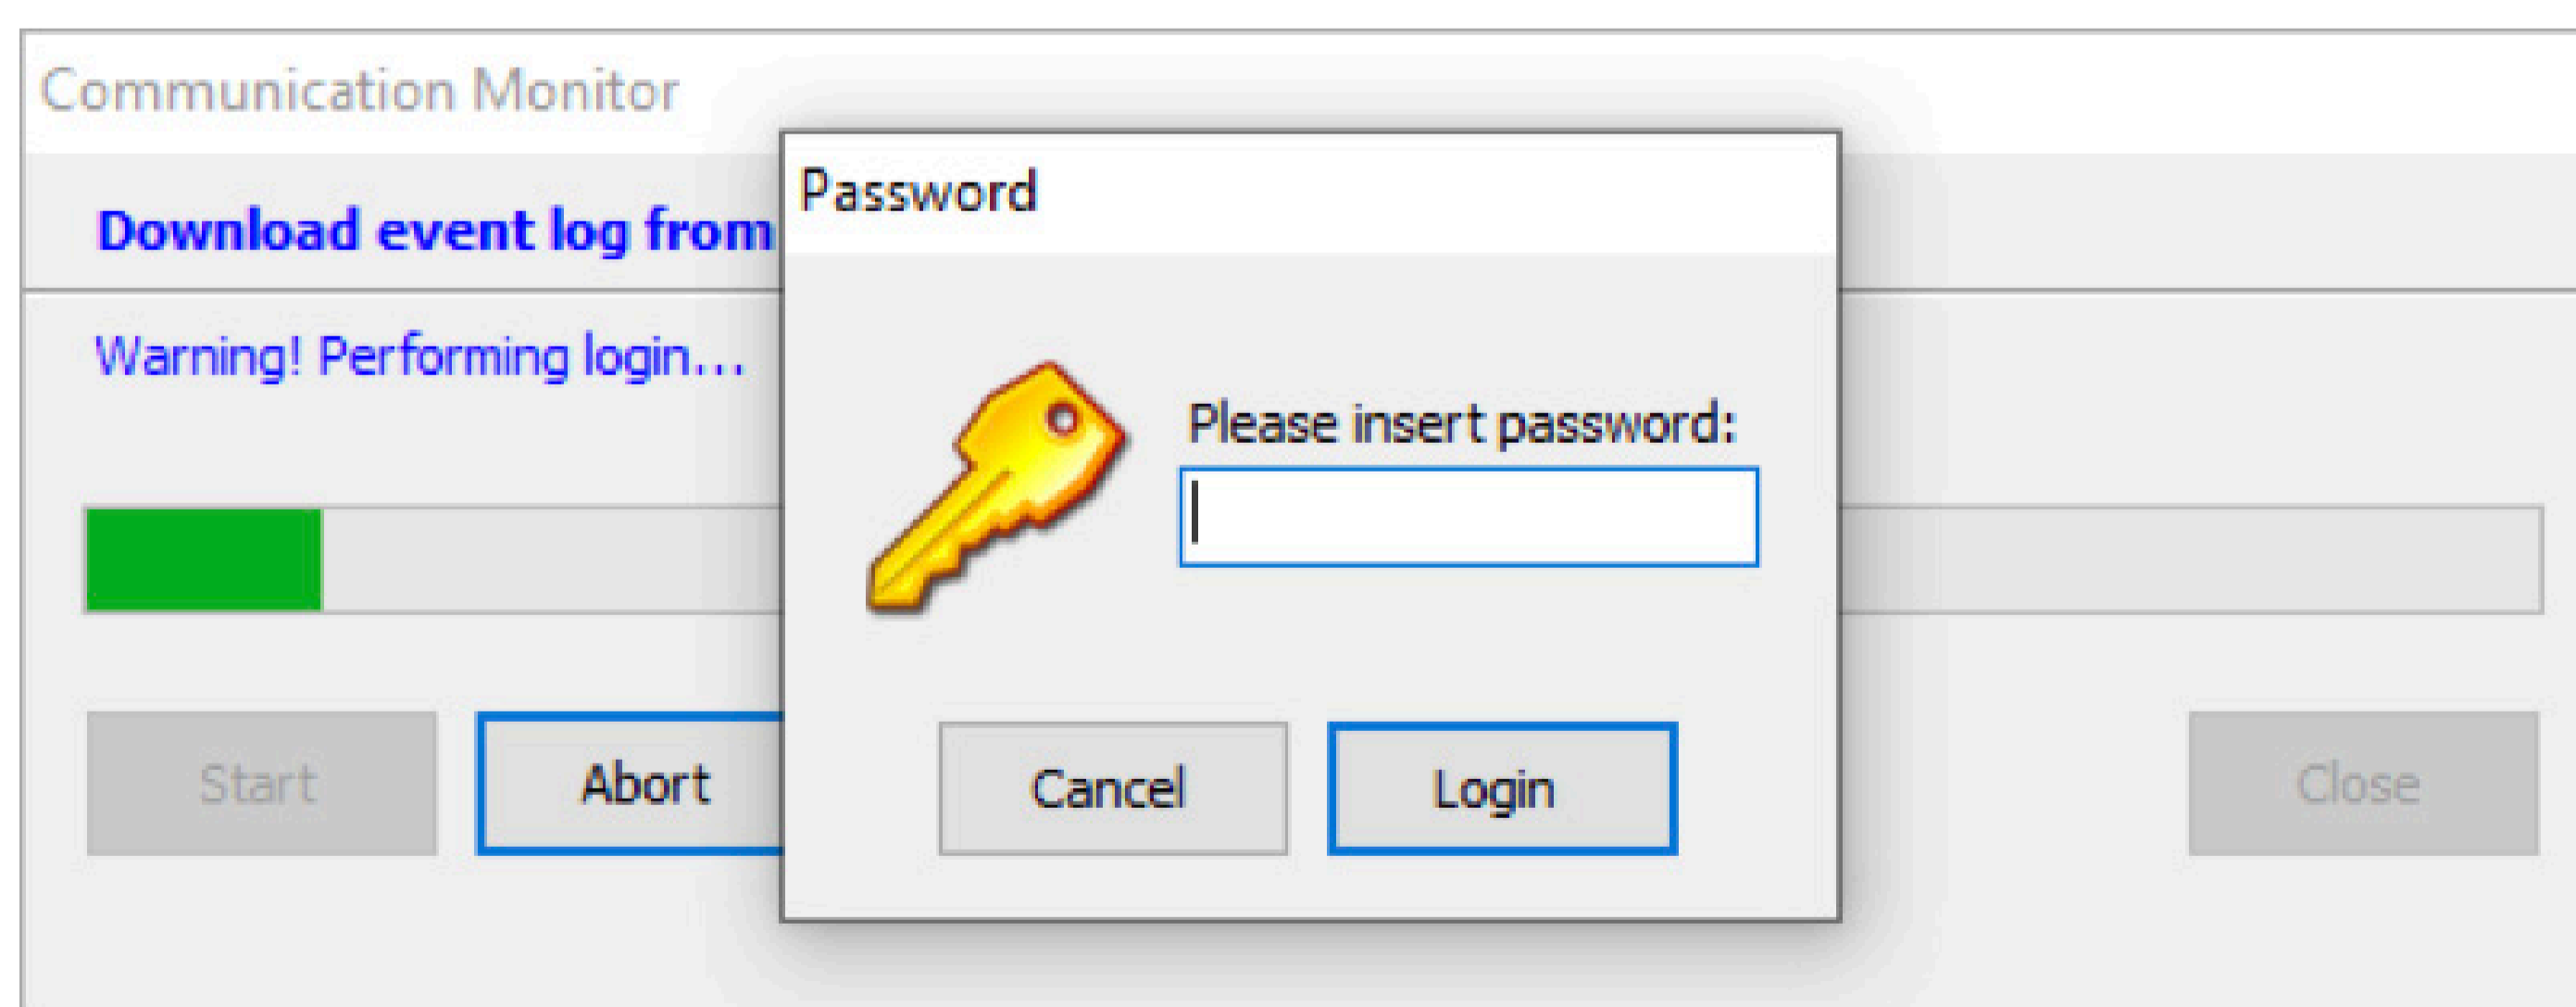 Communication Monitor
Download event log from
Warning! Performing login...
Start
Abort
Close
Password
Please insert password:
Cancel
Login